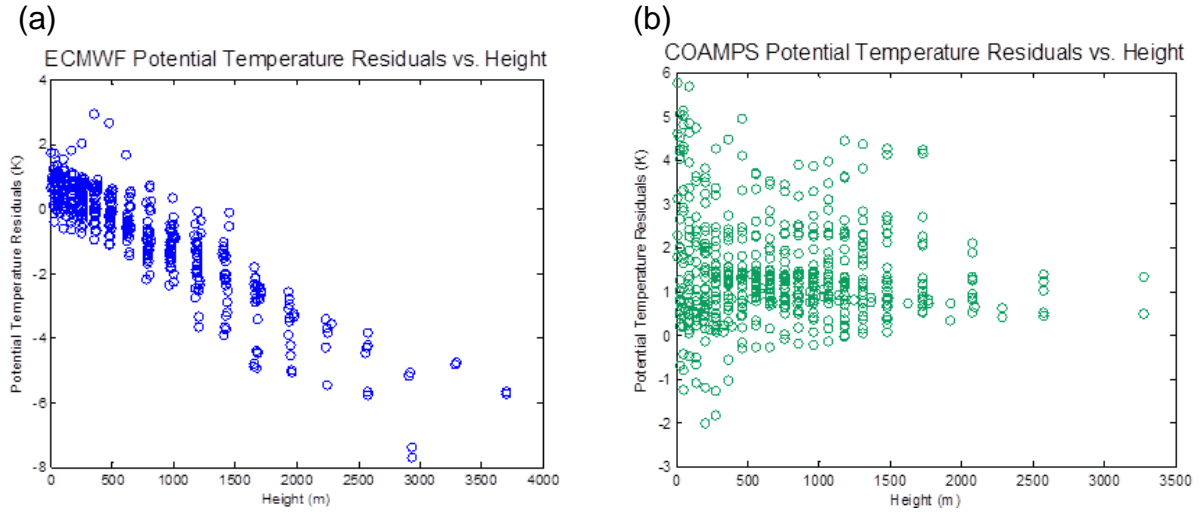 (a)
ECMWF Potential Temperature Residuals vs. Height
4
2
0
-2
-4
-6
-8
Potential Temperature Residuals (K)
0 500 1000 1500 2000 2500 3000 3500 4000
Height (m)
(b)
COAMPS Potential Temperature Residuals vs. Height
6
5
4
3
2
1
0
-1
-2
-3
Potential Temperature Residuals (K)
0 500 1000 1500 2000 2500 3000 3500
Height (m)